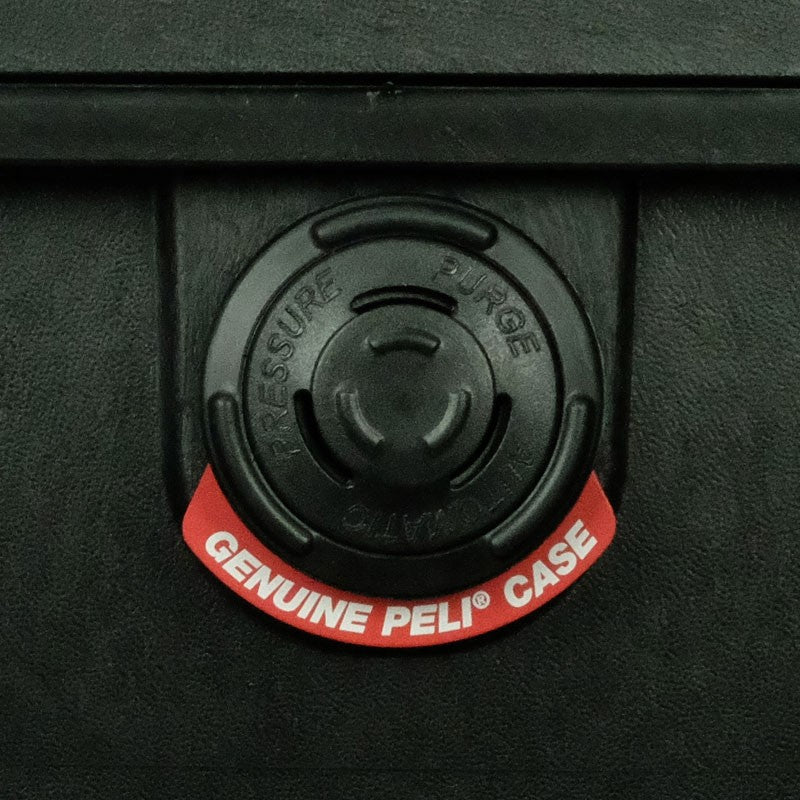 AUTOMATIC
PRESSURE
PURGE
GENUINE PELI® CASE